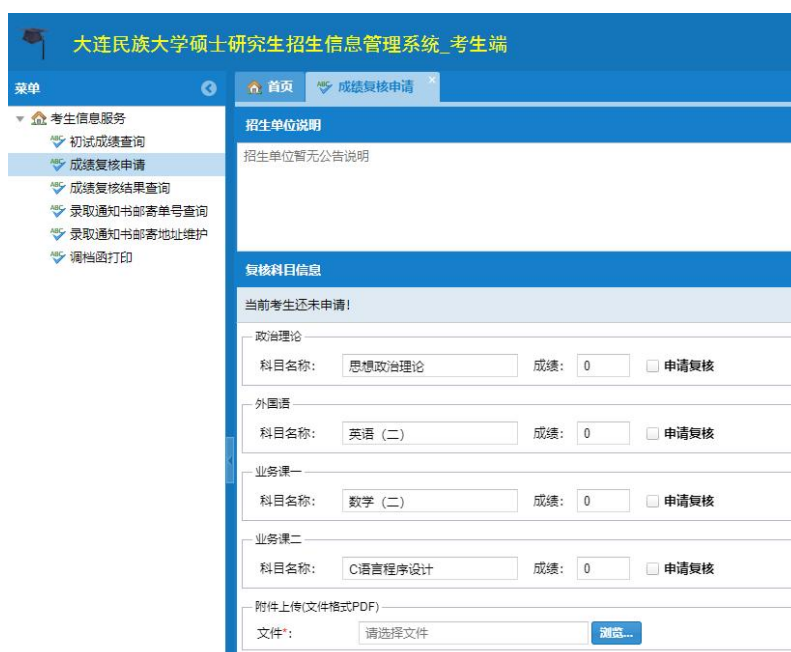 大连民族大学硕士研究生招生信息管理系统_考生端
菜单
首页
成绩复核申请
考生信息服务
初试成绩查询
成绩复核申请
成绩复核结果查询
录取通知书邮寄单号查询
录取通知书邮寄地址维护
调档函打印
招生单位说明
招生单位暂无公告说明
复核科目信息
当前考生还未申请!
政治理论
科目名称: 思想政治理论 成绩: 0 申请复核
外国语
科目名称: 英语（二） 成绩: 0 申请复核
业务课一
科目名称: 数学（二） 成绩: 0 申请复核
业务课二
科目名称: C语言程序设计 成绩: 0 申请复核
附件上传(文件格式PDF)
文件*: 请选择文件 浏览...